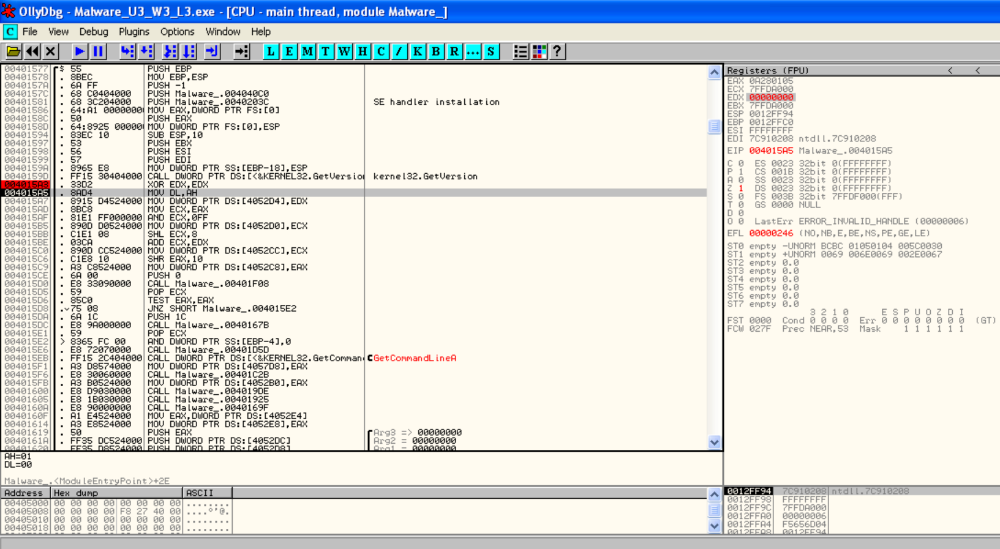 OllyDbg - Malware_U3_W3_L3.exe - [CPU - main thread, module Malware_]
C File View Debug Plugins Options Window Help
L E M T W H C / K B R ... S ?
00401577 $ 55 PUSH EBP
00401578 . 8BEC MOV EBP,ESP
0040157A . 6A FF PUSH -1
0040157C . 68 C0404000 PUSH Malware_.004040C0
00401581 . 68 3C204000 PUSH Malware_.0040203C SE handler installation
00401586 . 64:A1 00000000 MOV EAX,DWORD PTR FS:[0]
0040158C . 50 PUSH EAX
0040158D . 64:8925 00000 MOV DWORD PTR FS:[0],ESP
00401594 . 83EC 10 SUB ESP,10
00401597 . 53 PUSH EBX
00401598 . 56 PUSH ESI
00401599 . 57 PUSH EDI
0040159A . 8965 E8 MOV DWORD PTR SS:[EBP-18],ESP
0040159D . FF15 30404000 CALL DWORD PTR DS:[<&KERNEL32.GetVersion kernel32.GetVersion
004015A3 . 33D2 XOR EDX,EDX
004015A5 . 8AD4 MOV DL,AH
004015A7 . 8915 D4524000 MOV DWORD PTR DS:[4052D4],EDX
004015AD . 8BC8 MOV ECX,EAX
004015AF . 81E1 FF000000 AND ECX,0FF
004015B5 . 890D D0524000 MOV DWORD PTR DS:[4052D0],ECX
004015BB . C1E1 08 SHL ECX,8
004015BE . 03CA ADD ECX,EDX
004015C0 . 890D CC524000 MOV DWORD PTR DS:[4052CC],ECX
004015C6 . C1E8 10 SHR EAX,10
004015C9 . A3 C8524000 MOV DWORD PTR DS:[4052C8],EAX
004015CE . 6A 00 PUSH 0
004015D0 . E8 33090000 CALL Malware_.00401F08
004015D5 . 59 POP ECX
004015D6 . 85C0 TEST EAX,EAX
004015D8 .v75 08 JNZ SHORT Malware_.004015E2
004015DA . 6A 1C PUSH 1C
004015DC . E8 9A000000 CALL Malware_.0040167B
004015E1 . 59 POP ECX
004015E2 > 8365 FC 00 AND DWORD PTR SS:[EBP-4],0
004015E6 . E8 72070000 CALL Malware_.00401D5D
004015EB . FF15 2C404000 CALL DWORD PTR DS:[<&KERNEL32.GetComman GetCommandLineA
004015F1 . A3 D8574000 MOV DWORD PTR DS:[4057D8],EAX
004015F6 . E8 30060000 CALL Malware_.00401C2B
004015FB . A3 B0524000 MOV DWORD PTR DS:[4052B0],EAX
00401600 . E8 D9030000 CALL Malware_.004019DE
00401605 . E8 1B030000 CALL Malware_.00401925
0040160A . E8 90000000 CALL Malware_.0040169F
0040160F . A1 E4524000 MOV EAX,DWORD PTR DS:[4052E4]
00401614 . A3 E8524000 MOV DWORD PTR DS:[4052E8],EAX
00401619 . 50 PUSH EAX Arg3 => 00000000
0040161A . FF35 DC524000 PUSH DWORD PTR DS:[4052DC] Arg2 = 00000000
00401620 . FF35 D8524000 PUSH DWORD PTR DS:[4052D8] Arg1 = 00000000
AH=01
DL=00
Malware_.<ModuleEntryPoint>+2E
Address Hex dump ASCII
00405000 00 00 00 00 00 00 00 00 ........
00405008 00 00 00 00 F8 27 40 00 ....°'@.
00405010 00 00 00 00 00 00 00 00 ........
00405018 00 00 00 00 00 00 00 00 ........
Registers (FPU) < <
EAX 0A280105
ECX 7FFDA000
EDX 00000000
EBX 7FFDA000
ESP 0012FF94
EBP 0012FFC0
ESI FFFFFFFF
EDI 7C910208 ntdll.7C910208
EIP 004015A5 Malware_.004015A5
C 0 ES 0023 32bit 0(FFFFFFFF)
P 1 CS 001B 32bit 0(FFFFFFFF)
A 0 SS 0023 32bit 0(FFFFFFFF)
Z 1 DS 0023 32bit 0(FFFFFFFF)
S 0 FS 003B 32bit 7FFDF000(FFF)
T 0 GS 0000 NULL
D 0
O 0 LastErr ERROR_INVALID_HANDLE (00000006)
EFL 00000246 (NO,NB,E,BE,NS,PE,GE,LE)
ST0 empty -UNORM BCBC 01050104 005C0030
ST1 empty +UNORM 0069 006E0069 002E0067
ST2 empty 0.0
ST3 empty 0.0
ST4 empty 0.0
ST5 empty 0.0
ST6 empty 0.0
ST7 empty 0.0
3 2 1 0 E S P U O Z D I
FST 0000 Cond 0 0 0 0 Err 0 0 0 0 0 0 0 0 (GT)
FCW 027F Prec NEAR,53 Mask 1 1 1 1 1 1
0012FF94 7C910208 ntdll.7C910208
0012FF98 FFFFFFFF
0012FF9C 7FFDA000
0012FFA0 00000006
0012FFA4 F5656D04
0012FFA8 0012FF94